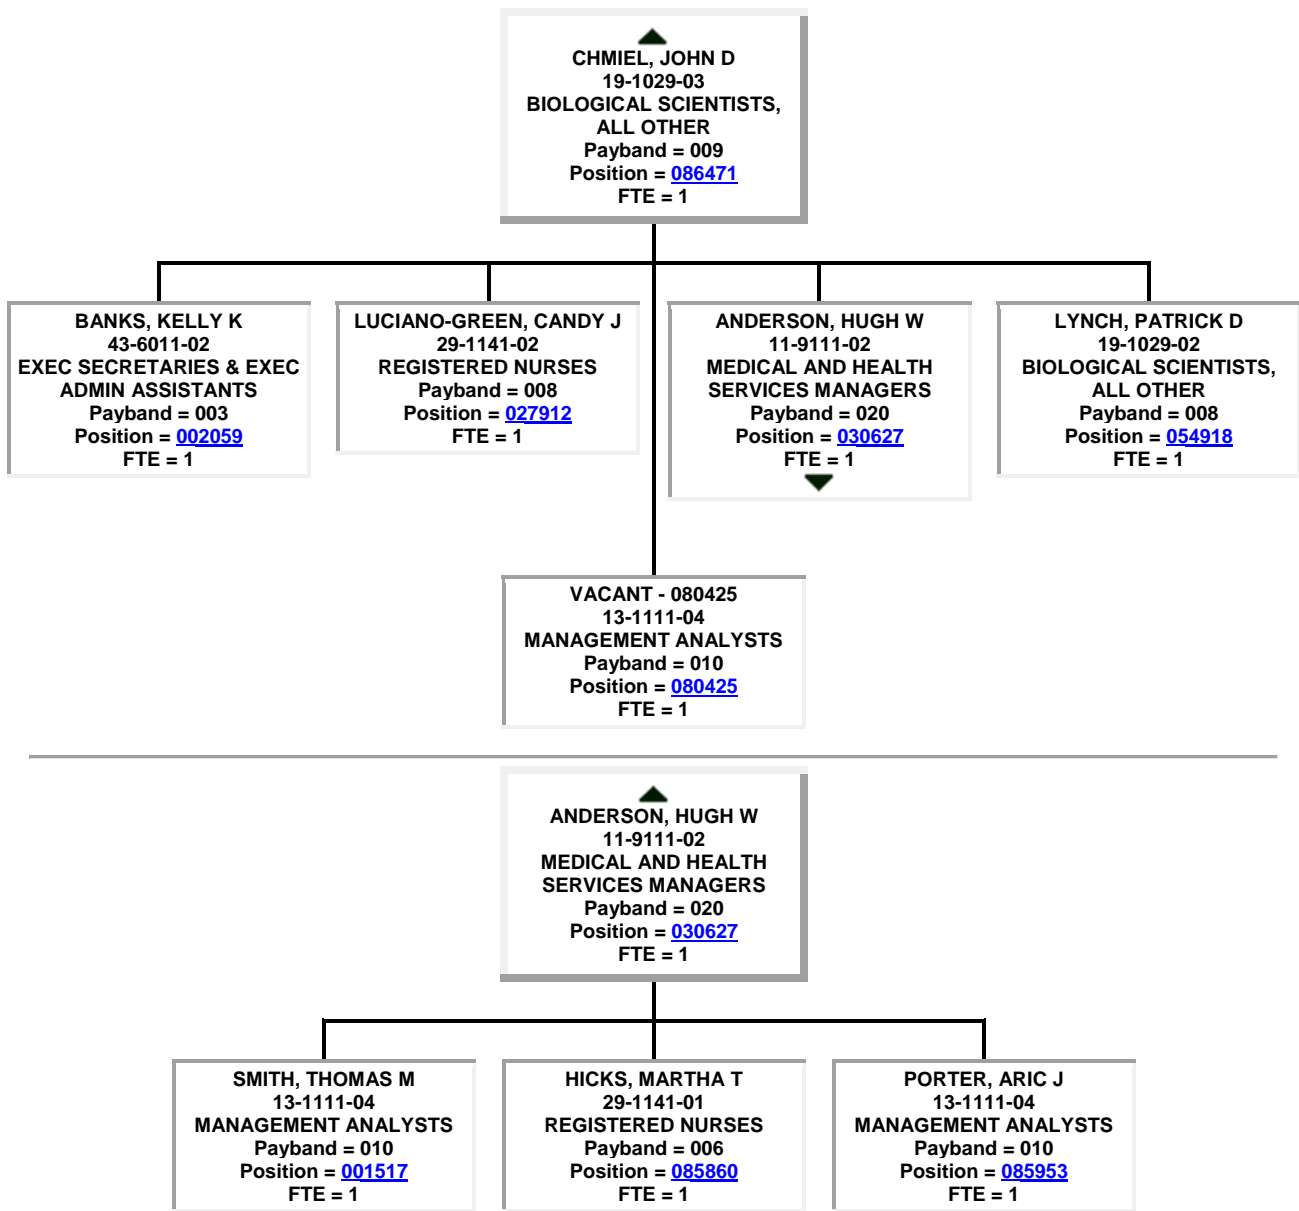 CHMIEL, JOHN D
19-1029-03
BIOLOGICAL SCIENTISTS,
ALL OTHER
Payband = 009
Position = 086471
FTE = 1
BANKS, KELLY K
43-6011-02
EXEC SECRETARIES & EXEC
ADMIN ASSISTANTS
Payband = 003
Position = 002059
FTE = 1
LUCIANO-GREEN, CANDY J
29-1141-02
REGISTERED NURSES
Payband = 008
Position = 027912
FTE = 1
ANDERSON, HUGH W
11-9111-02
MEDICAL AND HEALTH
SERVICES MANAGERS
Payband = 020
Position = 030627
FTE = 1
LYNCH, PATRICK D
19-1029-02
BIOLOGICAL SCIENTISTS,
ALL OTHER
Payband = 008
Position = 054918
FTE = 1
VACANT - 080425
13-1111-04
MANAGEMENT ANALYSTS
Payband = 010
Position = 080425
FTE = 1
ANDERSON, HUGH W
11-9111-02
MEDICAL AND HEALTH
SERVICES MANAGERS
Payband = 020
Position = 030627
FTE = 1
SMITH, THOMAS M
13-1111-04
MANAGEMENT ANALYSTS
Payband = 010
Position = 001517
FTE = 1
HICKS, MARTHA T
29-1141-01
REGISTERED NURSES
Payband = 006
Position = 085860
FTE = 1
PORTER, ARIC J
13-1111-04
MANAGEMENT ANALYSTS
Payband = 010
Position = 085953
FTE = 1